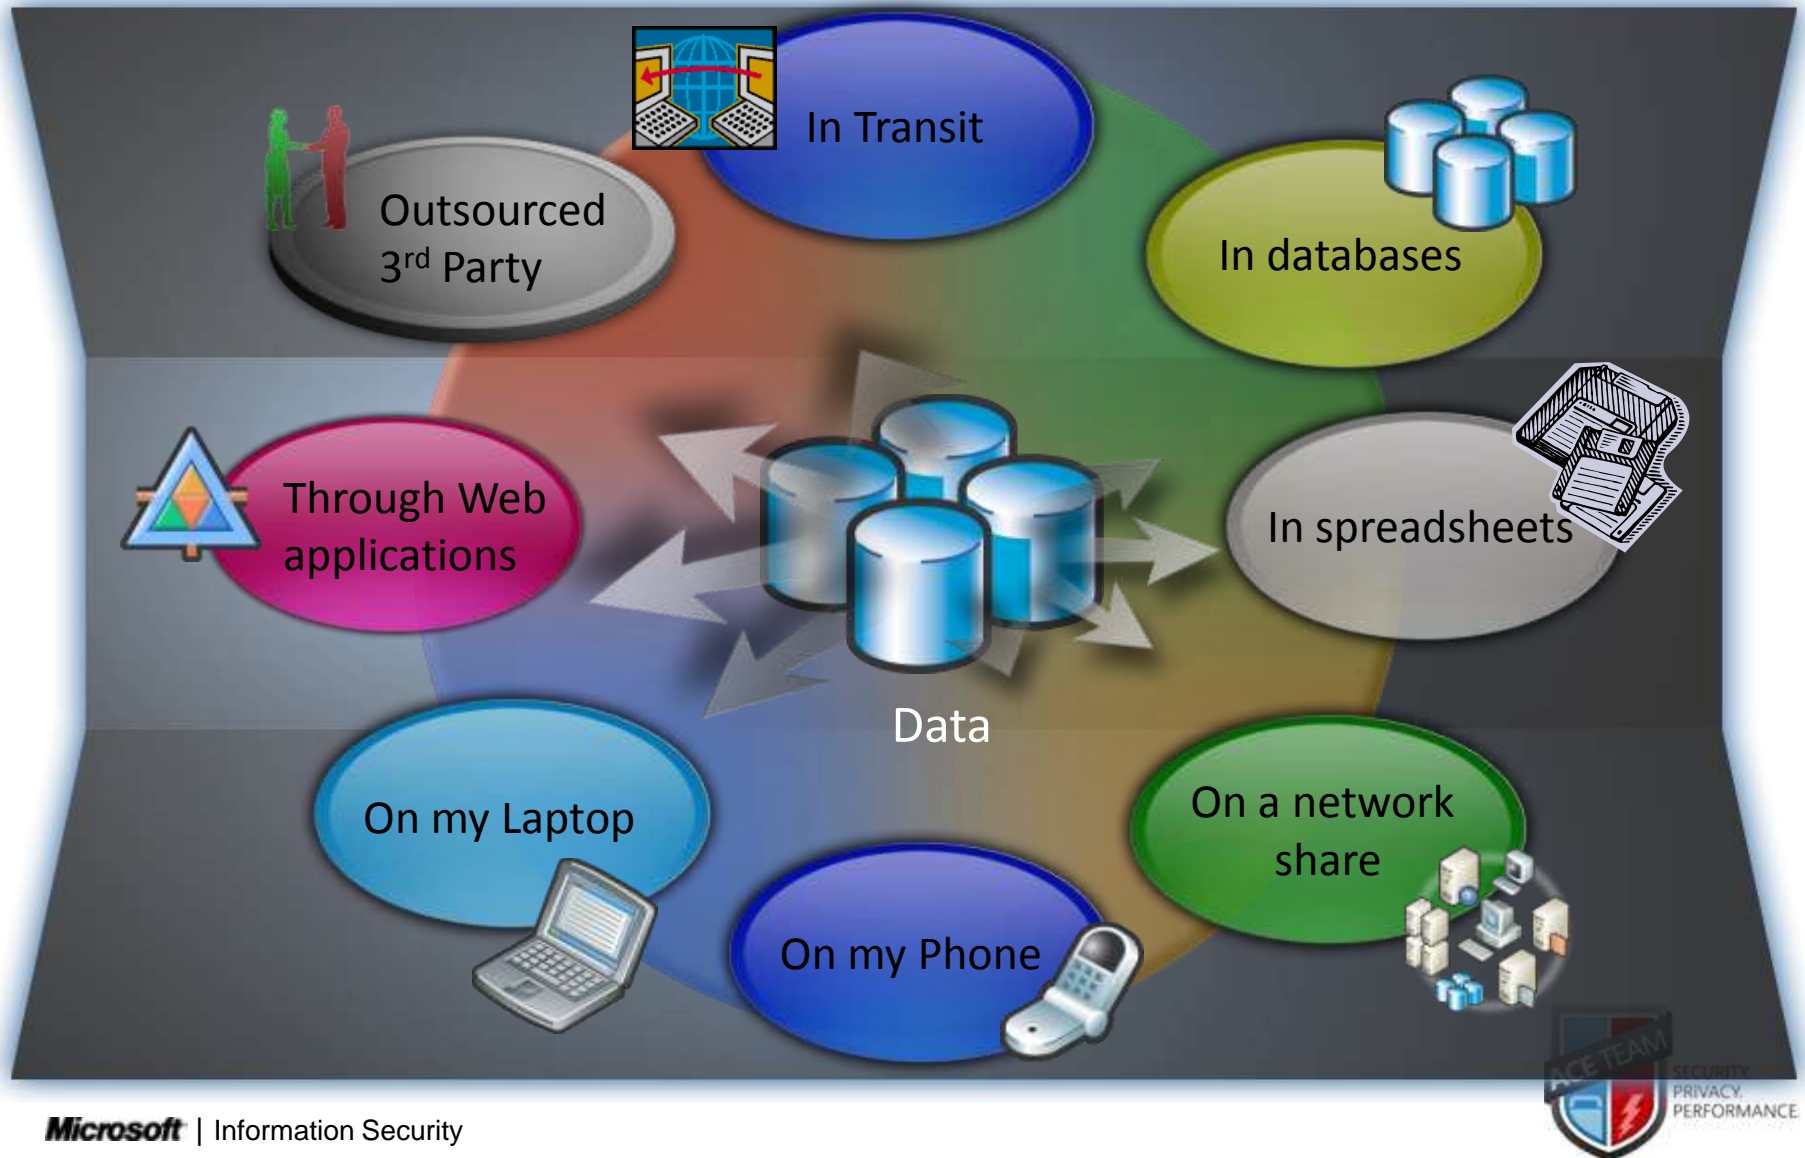 In Transit
Outsourced
3rd Party
In databases
Through Web
applications
In spreadsheets
Data
On my Laptop
On a network
share
On my Phone
ACE TEAM
SECURITY
PRIVACY.
PERFORMANCE
Microsoft | Information Security